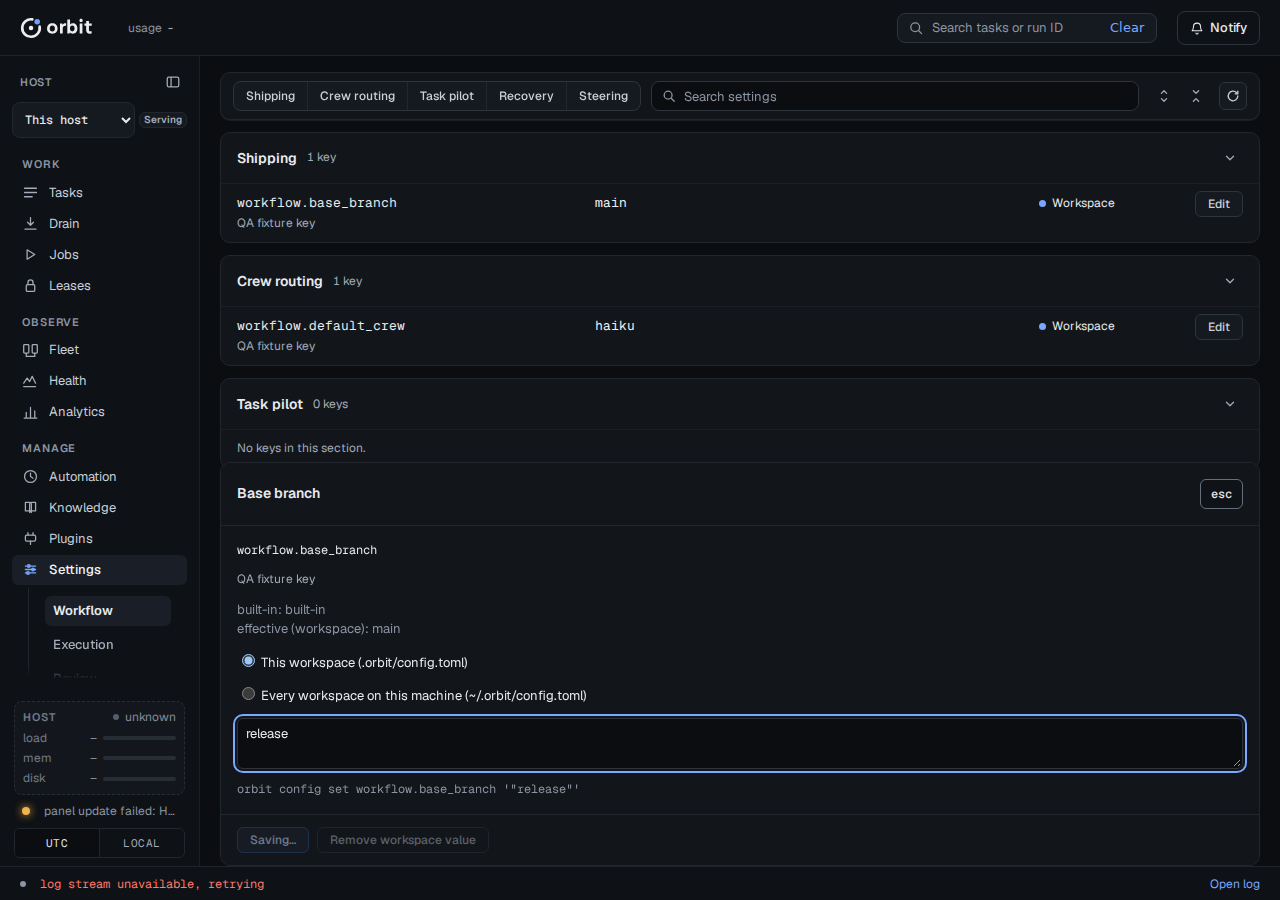 orbit
usage -
Search tasks or run ID
Clear
Notify
HOST
This host
Serving
WORK
Tasks
Drain
Jobs
Leases
OBSERVE
Fleet
Health
Analytics
MANAGE
Automation
Knowledge
Plugins
Settings
Workflow
Execution
HOST
unknown
load –
mem –
disk –
panel update failed: H…
UTC
LOCAL
Shipping
Crew routing
Task pilot
Recovery
Steering
Search settings
Shipping 1 key
workflow.base_branch
main
Workspace
Edit
QA fixture key
Crew routing 1 key
workflow.default_crew
haiku
Workspace
Edit
QA fixture key
Task pilot 0 keys
No keys in this section.
Base branch
esc
workflow.base_branch
QA fixture key
built-in: built-in
effective (workspace): main
This workspace (.orbit/config.toml)
Every workspace on this machine (~/.orbit/config.toml)
release
orbit config set workflow.base_branch '"release"'
Saving…
Remove workspace value
log stream unavailable, retrying
Open log